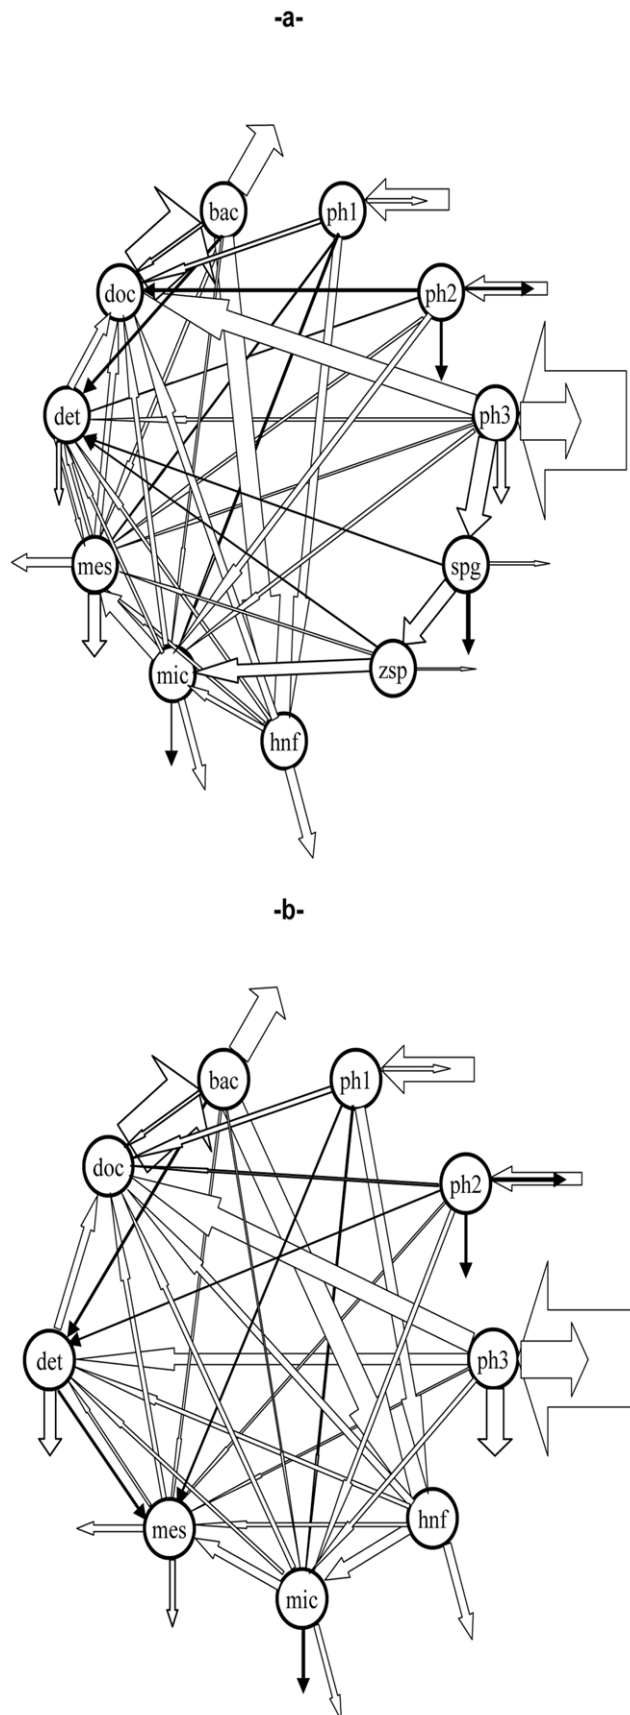 -a-
bac
ph1
doc
ph2
det
ph3
mes
spg
mic
zsp
hnf
-b-
bac
ph1
doc
ph2
det
ph3
mes
hnf
mic